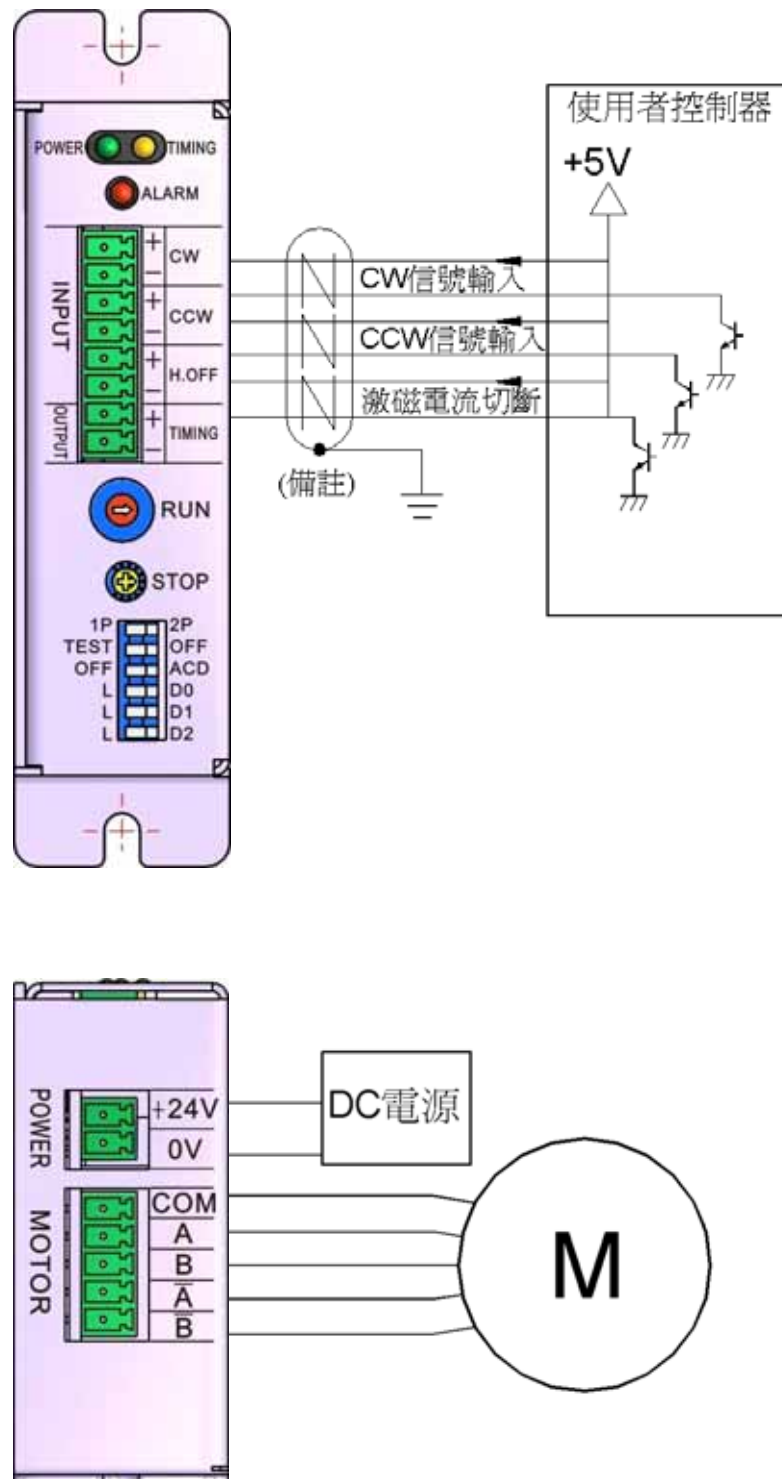 使用者控制器
+5V
POWER
TIMING
ALARM
INPUT
+
−
CW
+
−
CCW
+
−
H.OFF
OUTPUT
+
−
TIMING
CW信號輸入
CCW信號輸入
激磁電流切斷
(備註)
RUN
STOP
1P 2P
TEST OFF
OFF ACD
L D0
L D1
L D2
POWER
+24V
0V
DC電源
MOTOR
COM
A
B
A̅
B̅
M